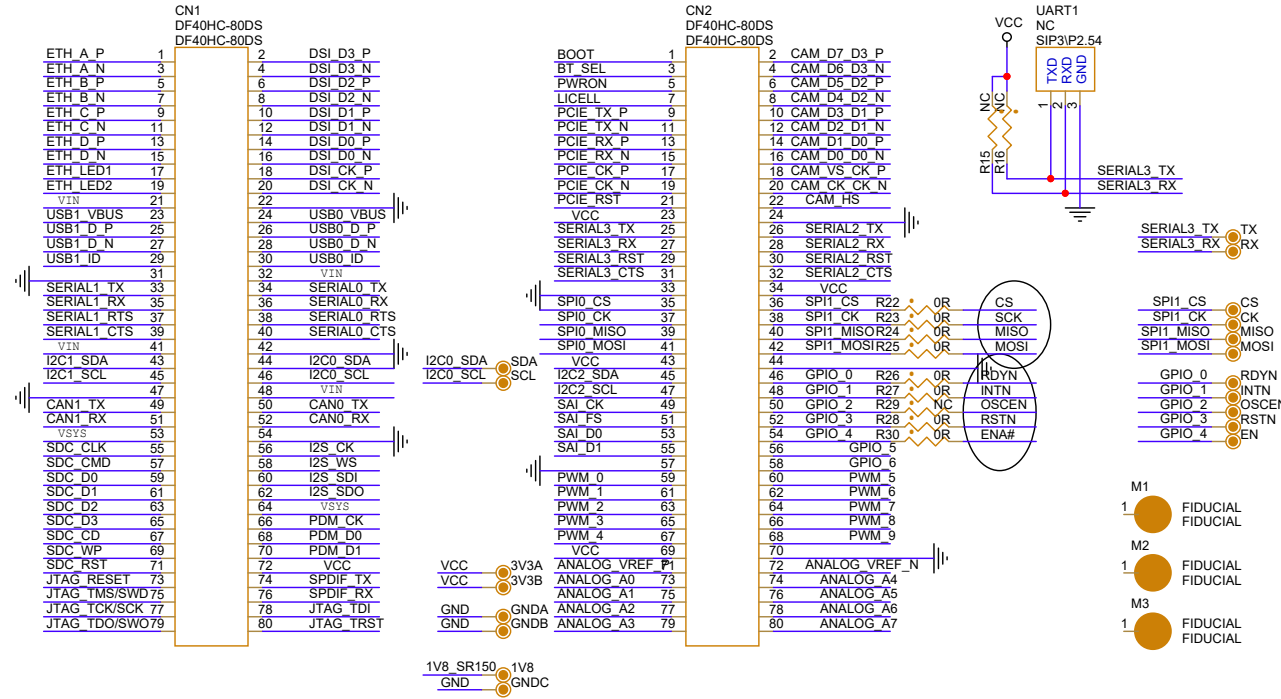 CN1
DF40HC-80DS
DF40HC-80DS
ETH_A_P 1 2 DSI_D3_P
ETH_A_N 3 4 DSI_D3_N
ETH_B_P 5 6 DSI_D2_P
ETH_B_N 7 8 DSI_D2_N
ETH_C_P 9 10 DSI_D1_P
ETH_C_N 11 12 DSI_D1_N
ETH_D_P 13 14 DSI_D0_P
ETH_D_N 15 16 DSI_D0_N
ETH_LED1 17 18 DSI_CK_P
ETH_LED2 19 20 DSI_CK_N
VIN 21 22
USB1_VBUS 23 24 USB0_VBUS
USB1_D_P 25 26 USB0_D_P
USB1_D_N 27 28 USB0_D_N
USB1_ID 29 30 USB0_ID
31 32 VIN
SERIAL1_TX 33 34 SERIAL0_TX
SERIAL1_RX 35 36 SERIAL0_RX
SERIAL1_RTS 37 38 SERIAL0_RTS
SERIAL1_CTS 39 40 SERIAL0_CTS
VIN 41 42
I2C1_SDA 43 44 I2C0_SDA
I2C1_SCL 45 46 I2C0_SCL
47 48 VIN
CAN1_TX 49 50 CAN0_TX
CAN1_RX 51 52 CAN0_RX
VSYS 53 54
SDC_CLK 55 56 I2S_CK
SDC_CMD 57 58 I2S_WS
SDC_D0 59 60 I2S_SDI
SDC_D1 61 62 I2S_SDO
SDC_D2 63 64 VSYS
SDC_D3 65 66 PDM_CK
SDC_CD 67 68 PDM_D0
SDC_WP 69 70 PDM_D1
SDC_RST 71 72 VCC
JTAG_RESET 73 74 SPDIF_TX
JTAG_TMS/SWD 75 76 SPDIF_RX
JTAG_TCK/SCK 77 78 JTAG_TDI
JTAG_TDO/SWO 79 80 JTAG_TRST
I2C0_SDA SDA
I2C0_SCL SCL
VCC 3V3A
VCC 3V3B
GND GNDA
GND GNDB
1V8_SR150 1V8
GND GNDC
CN2
DF40HC-80DS
DF40HC-80DS
BOOT 1 2 CAM_D7_D3_P
BT_SEL 3 4 CAM_D6_D3_N
PWRON 5 6 CAM_D5_D2_P
LICELL 7 8 CAM_D4_D2_N
PCIE_TX_P 9 10 CAM_D3_D1_P
PCIE_TX_N 11 12 CAM_D2_D1_N
PCIE_RX_P 13 14 CAM_D1_D0_P
PCIE_RX_N 15 16 CAM_D0_D0_N
PCIE_CK_P 17 18 CAM_VS_CK_P
PCIE_CK_N 19 20 CAM_CK_CK_N
PCIE_RST 21 22 CAM_HS
VCC 23 24
SERIAL3_TX 25 26 SERIAL2_TX
SERIAL3_RX 27 28 SERIAL2_RX
SERIAL3_RST 29 30 SERIAL2_RST
SERIAL3_CTS 31 32 SERIAL2_CTS
33 34 VCC
SPI0_CS 35 36 SPI1_CS R22 0R CS
SPI0_CK 37 38 SPI1_CK R23 0R SCK
SPI0_MISO 39 40 SPI1_MISO R24 0R MISO
SPI0_MOSI 41 42 SPI1_MOSI R25 0R MOSI
VCC 43 44
I2C2_SDA 45 46 GPIO_0 R26 0R RDYN
I2C2_SCL 47 48 GPIO_1 R27 0R INTN
SAI_CK 49 50 GPIO_2 R29 NC OSCEN
SAI_FS 51 52 GPIO_3 R28 0R RSTN
SAI_D0 53 54 GPIO_4 R30 0R ENA#
SAI_D1 55 56 GPIO_5
57 58 GPIO_6
PWM_0 59 60 PWM_5
PWM_1 61 62 PWM_6
PWM_2 63 64 PWM_7
PWM_3 65 66 PWM_8
PWM_4 67 68 PWM_9
VCC 69 70
ANALOG_VREF_P 71 72 ANALOG_VREF_N
ANALOG_A0 73 74 ANALOG_A4
ANALOG_A1 75 76 ANALOG_A5
ANALOG_A2 77 78 ANALOG_A6
ANALOG_A3 79 80 ANALOG_A7
UART1
NC
SIP3\P2.54
VCC
TXD
RXD
GND
1
2
3
NC
NC
R15
R16
SERIAL3_TX
SERIAL3_RX
SERIAL3_TX TX
SERIAL3_RX RX
SPI1_CS CS
SPI1_CK CK
SPI1_MISO MISO
SPI1_MOSI MOSI
GPIO_0 RDYN
GPIO_1 INTN
GPIO_2 OSCEN
GPIO_3 RSTN
GPIO_4 EN
M1
1 FIDUCIAL
FIDUCIAL
M2
1 FIDUCIAL
FIDUCIAL
M3
1 FIDUCIAL
FIDUCIAL